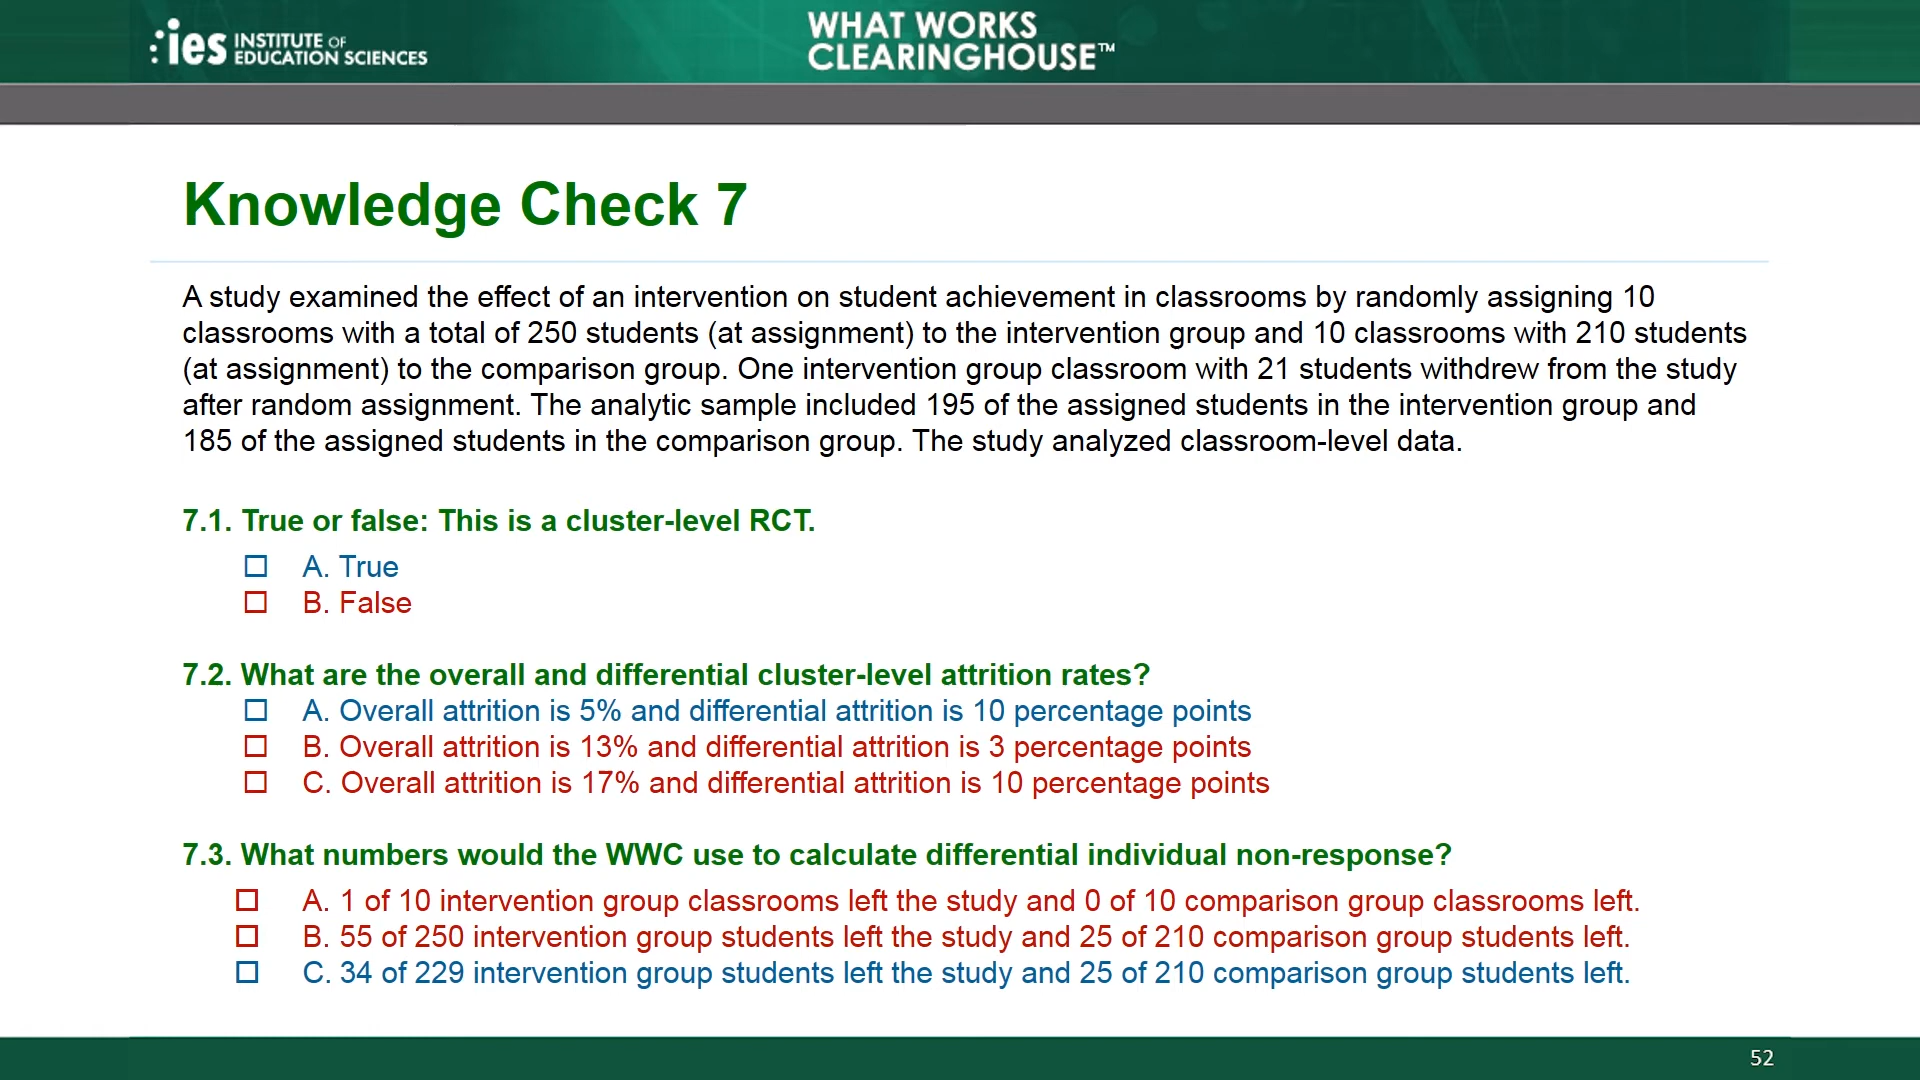 ies INSTITUTE OF
EDUCATION SCIENCES
WHAT WORKS
CLEARINGHOUSE™
Knowledge Check 7
A study examined the effect of an intervention on student achievement in classrooms by randomly assigning 10
classrooms with a total of 250 students (at assignment) to the intervention group and 10 classrooms with 210 students
(at assignment) to the comparison group. One intervention group classroom with 21 students withdrew from the study
after random assignment. The analytic sample included 195 of the assigned students in the intervention group and
185 of the assigned students in the comparison group. The study analyzed classroom-level data.
7.1. True or false: This is a cluster-level RCT.
☐ A. True
☐ B. False
7.2. What are the overall and differential cluster-level attrition rates?
☐ A. Overall attrition is 5% and differential attrition is 10 percentage points
☐ B. Overall attrition is 13% and differential attrition is 3 percentage points
☐ C. Overall attrition is 17% and differential attrition is 10 percentage points
7.3. What numbers would the WWC use to calculate differential individual non-response?
☐ A. 1 of 10 intervention group classrooms left the study and 0 of 10 comparison group classrooms left.
☐ B. 55 of 250 intervention group students left the study and 25 of 210 comparison group students left.
☐ C. 34 of 229 intervention group students left the study and 25 of 210 comparison group students left.
52